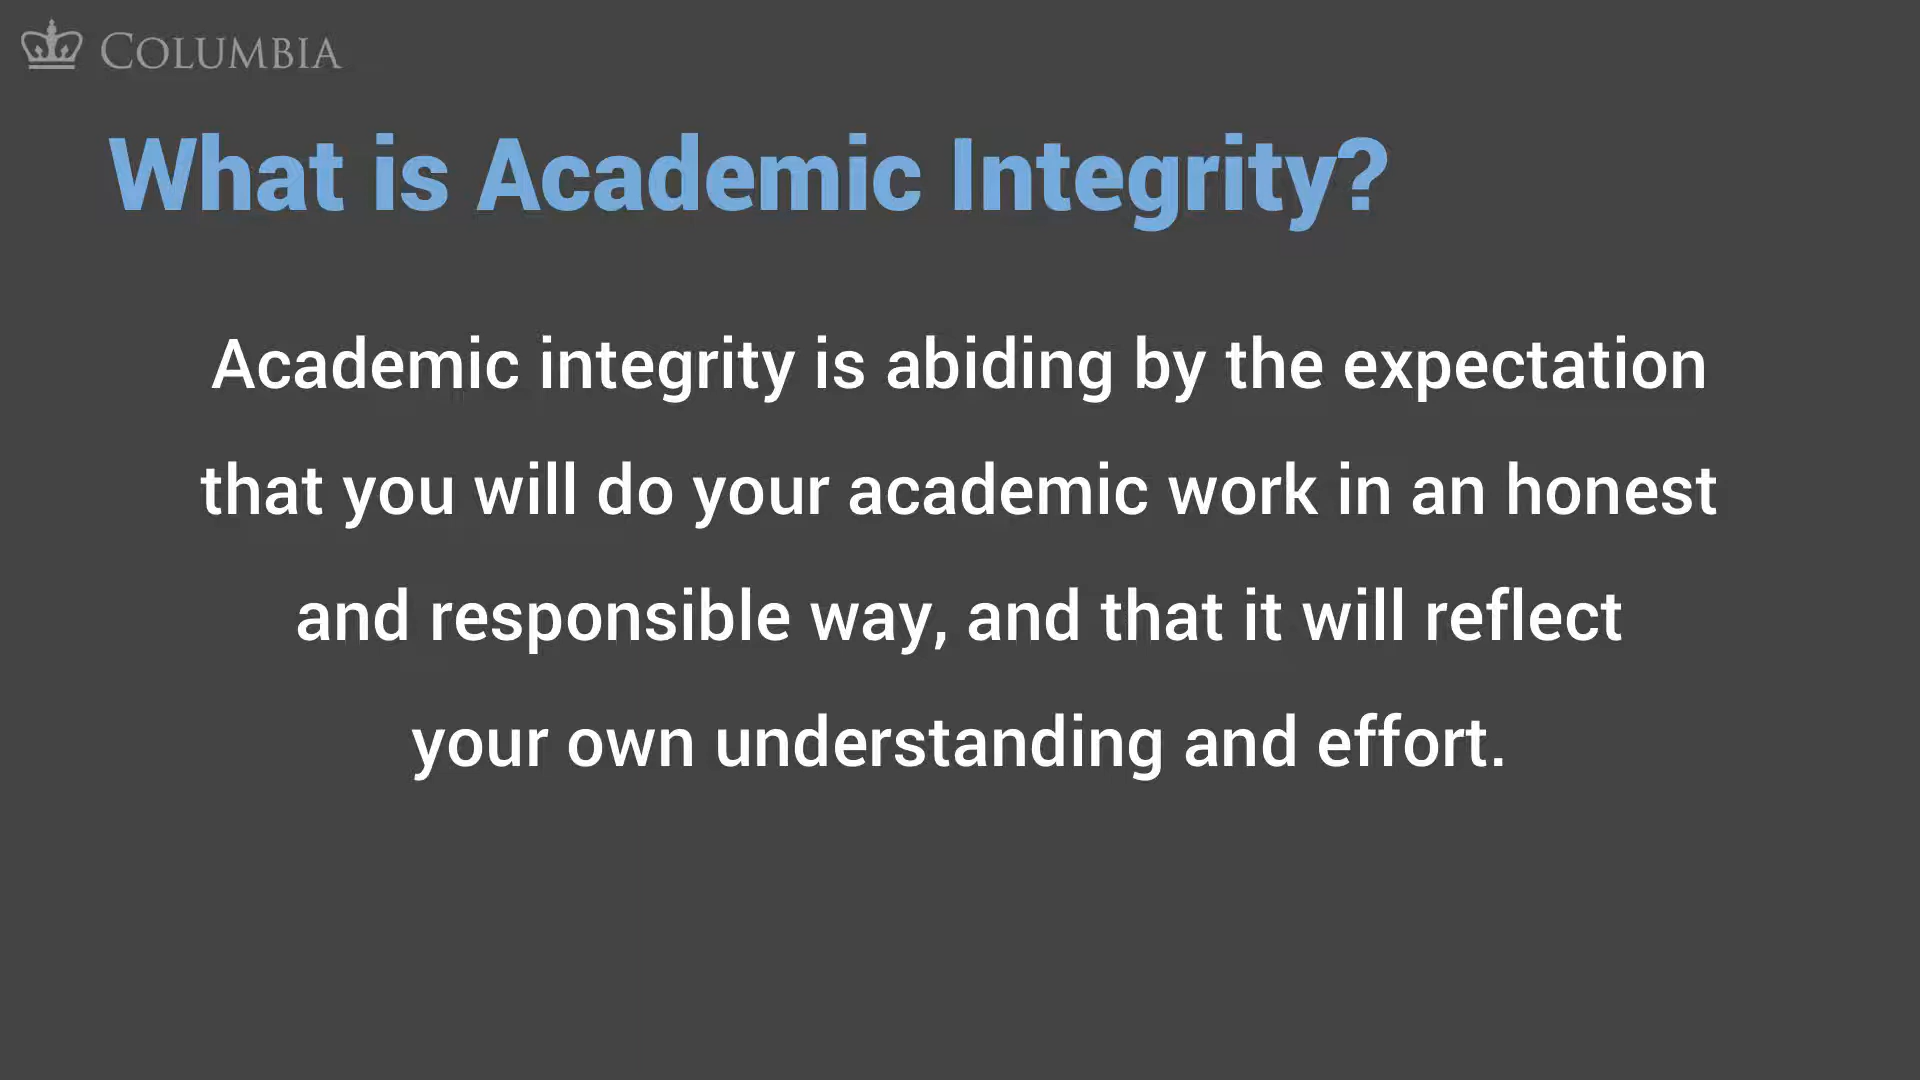 COLUMBIA
What is Academic Integrity?
Academic integrity is abiding by the expectation
that you will do your academic work in an honest
and responsible way, and that it will reflect
your own understanding and effort.